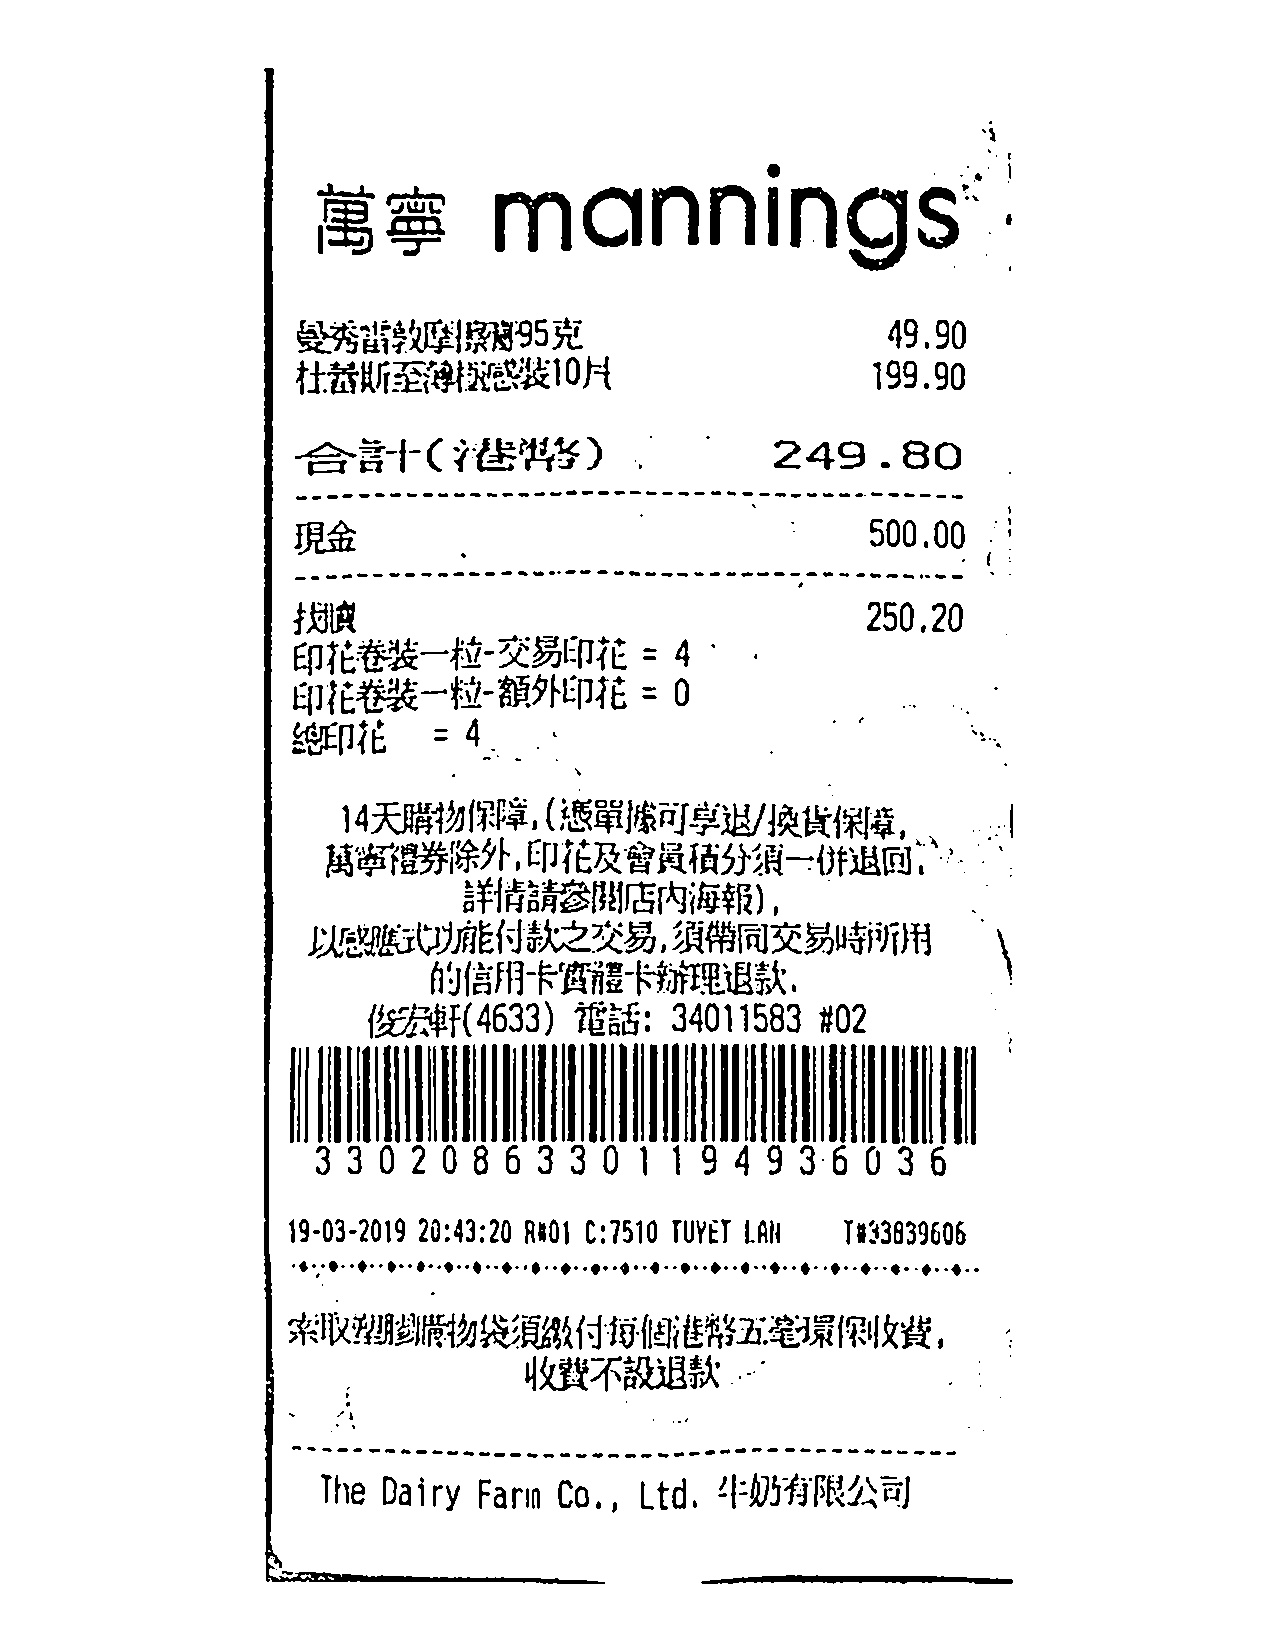 萬寧 mannings
曼秀雷敦摩擦膏95克 49.90
杜蕾斯至薄極感裝10片 199.90
合計(港幣) 249.80
現金 500.00
找續 250.20
印花卷裝一粒-交易印花 = 4
印花卷裝一粒-額外印花 = 0
總印花 = 4
14天購物保障,(憑單據可享退/換貨保障,
萬寧禮券除外,印花及會員積分須一併退回,
詳情請參閱店內海報),
以感應式功能付款之交易,須帶同交易時所用
的信用卡實體卡辦理退款.
俊宏軒(4633) 電話: 34011583 #02
33020863301194936036
19-03-2019 20:43:20 R#01 C:7510 TUYET LAN T#33839606
索取塑膠購物袋須繳付每個港幣五毫環保收費,
收費不設退款
The Dairy Farm Co., Ltd. 牛奶有限公司